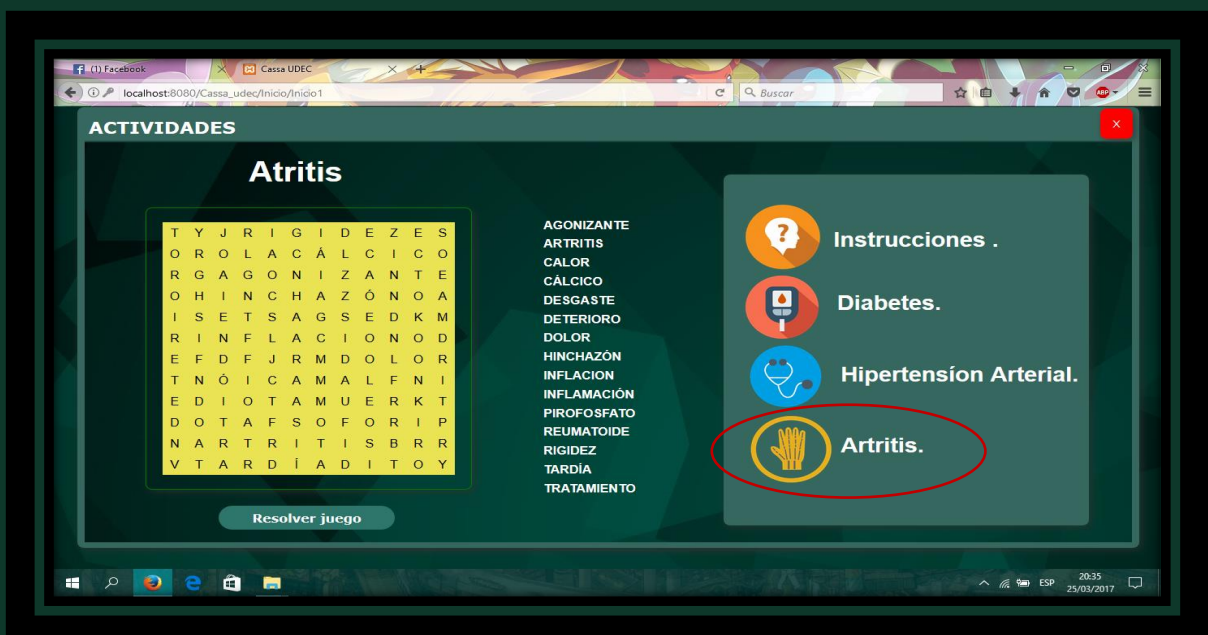 (1) Facebook
Cassa UDEC
localhost:8080/Cassa_udec/Inicio/Inicio1
Buscar
ABP
ACTIVIDADES
Atritis
T Y J R I G I D E Z E S
O R O L A C Á L C I C O
R G A G O N I Z A N T E
O H I N C H A Z Ó N O A
I S E T S A G S E D K M
R I N F L A C I O N O D
E F D F J R M D O L O R
T N Ó I C A M A L F N I
E D I O T A M U E R K T
D O T A F S O F O R I P
N A R T R I T I S B R R
V T A R D Í A D I T O Y
Resolver juego
AGONIZANTE
ARTRITIS
CALOR
CÁLCICO
DESGASTE
DETERIORO
DOLOR
HINCHAZÓN
INFLACION
INFLAMACIÓN
PIROFOSFATO
REUMATOIDE
RIGIDEZ
TARDÍA
TRATAMIENTO
Instrucciones .
Diabetes.
Hipertensíon Arterial.
Artritis.
ESP
20:35
25/03/2017